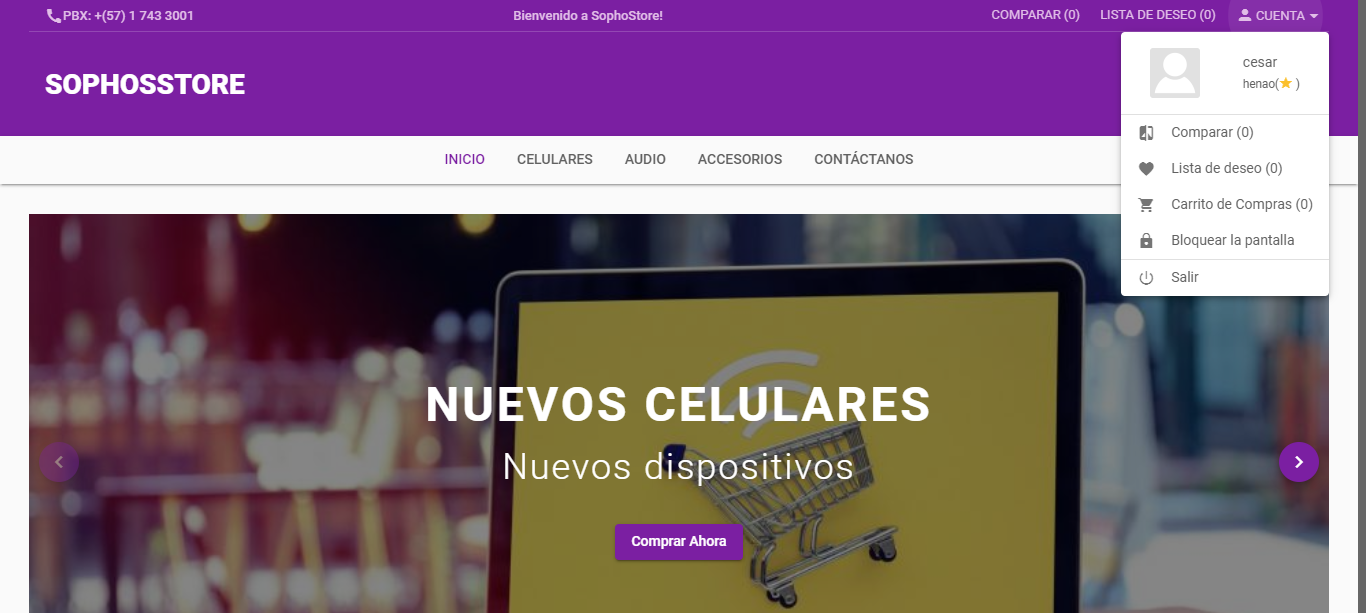 PBX: +(57) 1 743 3001
Bienvenido a SophoStore!
COMPARAR (0)
LISTA DE DESEO (0)
CUENTA
SOPHOSSTORE
cesar
henao(⭐ )
Comparar (0)
Lista de deseo (0)
Carrito de Compras (0)
Bloquear la pantalla
Salir
INICIO
CELULARES
AUDIO
ACCESORIOS
CONTÁCTANOS
NUEVOS CELULARES
Nuevos dispositivos
Comprar Ahora